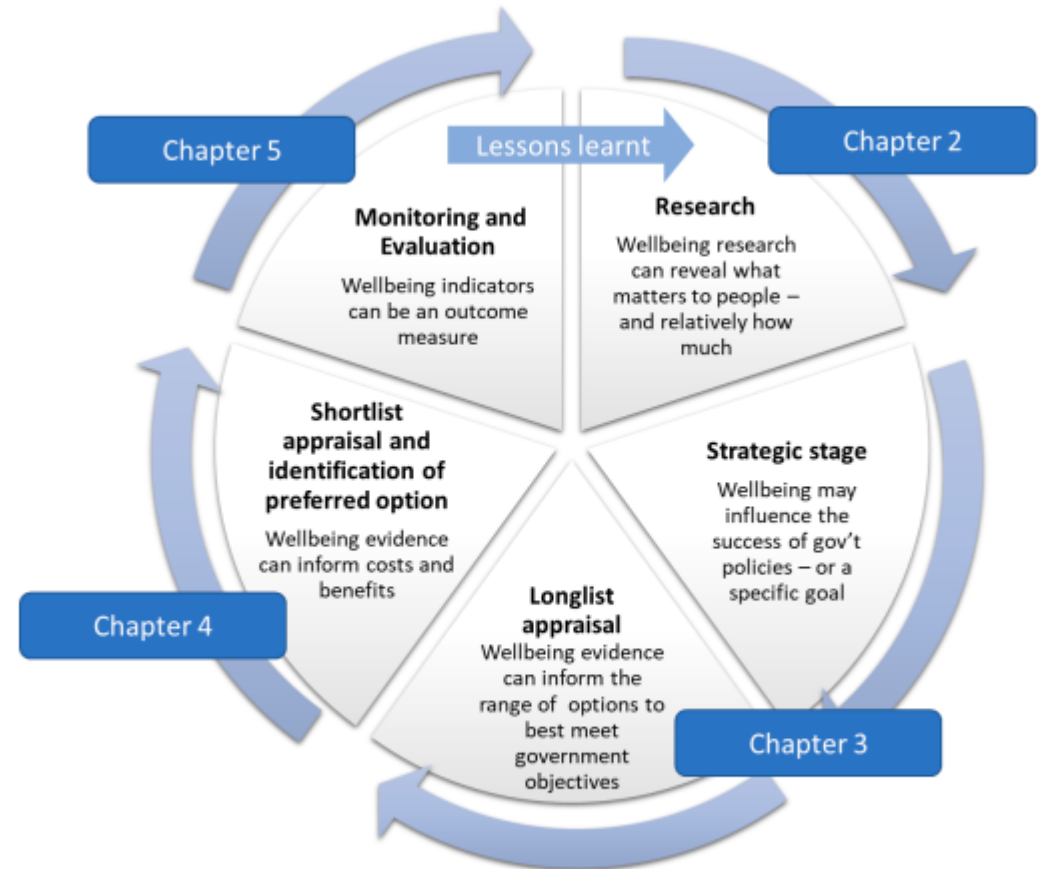 Chapter 5
Lessons learnt
Chapter 2
Monitoring and
Evaluation
Wellbeing indicators
can be an outcome
measure
Research
Wellbeing research
can reveal what
matters to people –
and relatively how
much
Strategic stage
Wellbeing may
influence the
success of gov't
policies – or a
specific goal
Longlist
appraisal
Wellbeing evidence
can inform the
range of options to
best meet
government
objectives
Chapter 3
Shortlist
appraisal and
identification of
preferred option
Wellbeing evidence
can inform costs and
benefits
Chapter 4